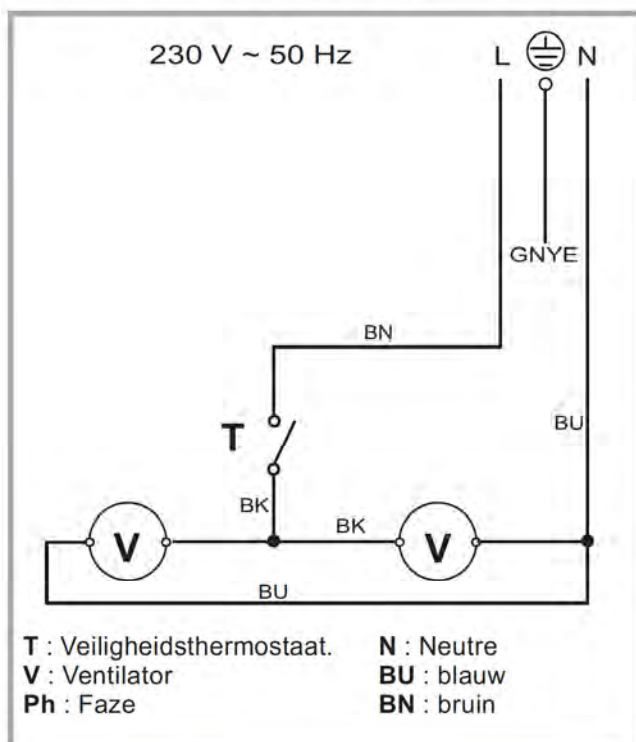 230 V ~ 50 Hz L N
GNYE
BN
T
BU
BK
BK
V
V
BU
T : Veiligheidsthermostaat.
V : Ventilator
Ph : Faze
N : Neutre
BU : blauw
BN : bruin